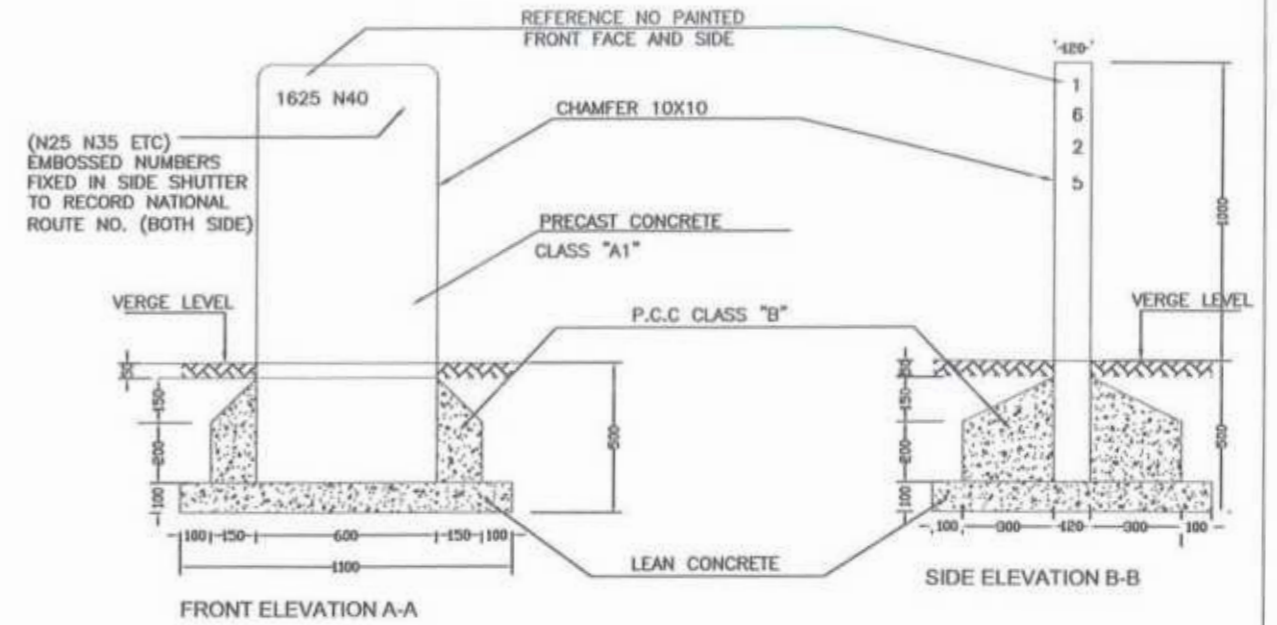 REFERENCE NO PAINTED
FRONT FACE AND SIDE
120
1625 N40
1
6
2
5
CHAMFER 10X10
(N25 N35 ETC)
EMBOSSED NUMBERS
FIXED IN SIDE SHUTTER
TO RECORD NATIONAL
ROUTE NO. (BOTH SIDE)
1000
PRECAST CONCRETE
CLASS "A1"
VERGE LEVEL
P.C.C CLASS "B"
VERGE LEVEL
50
150
200
100
500
50
150
200
100
500
100 150 600 150 100
1100
100 300 120 300 100
LEAN CONCRETE
FRONT ELEVATION A-A
SIDE ELEVATION B-B